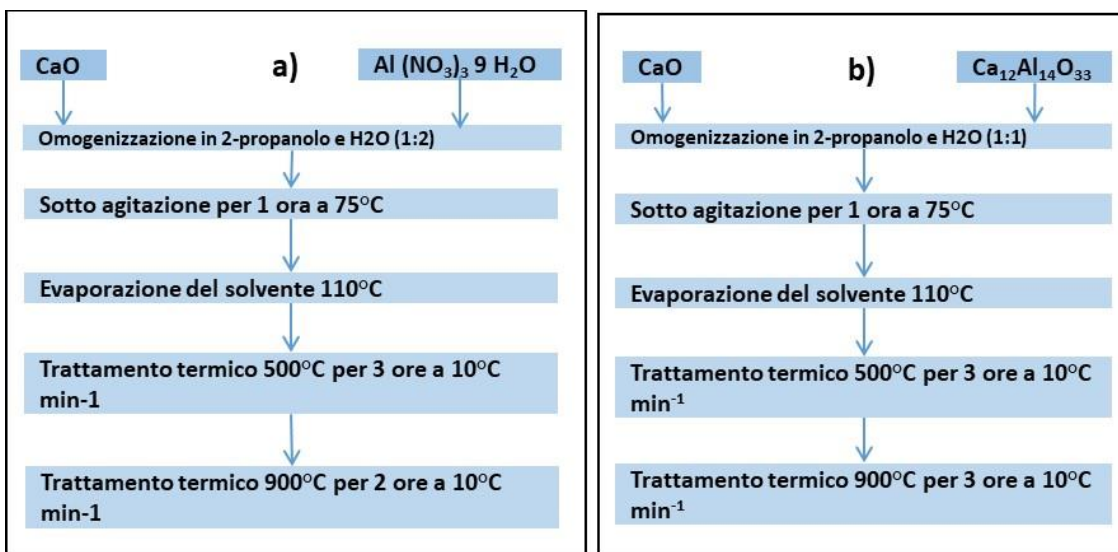 a)
CaO
Al (NO₃)₃ 9 H₂O
Omogenizzazione in 2-propanolo e H2O (1:2)
Sotto agitazione per 1 ora a 75°C
Evaporazione del solvente 110°C
Trattamento termico 500°C per 3 ore a 10°C
min-1
Trattamento termico 900°C per 2 ore a 10°C
min-1
b)
CaO
Ca₁₂Al₁₄O₃₃
Omogenizzazione in 2-propanolo e H2O (1:1)
Sotto agitazione per 1 ora a 75°C
Evaporazione del solvente 110°C
Trattamento termico 500°C per 3 ore a 10°C
min⁻¹
Trattamento termico 900°C per 3 ore a 10°C
min⁻¹